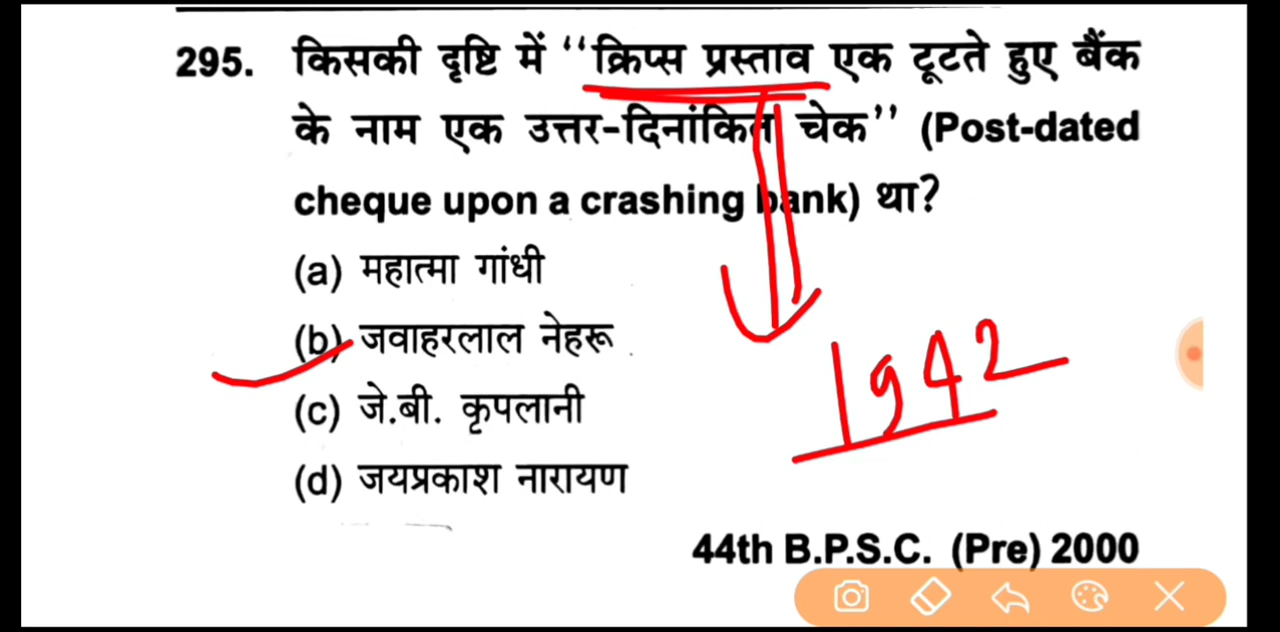 295. किसकी दृष्टि में ‘‘क्रिप्स प्रस्ताव एक टूटते हुए बैंक
के नाम एक उत्तर-दिनांकित चेक’’ (Post-dated
cheque upon a crashing bank) था?
(a) महात्मा गांधी
(b) जवाहरलाल नेहरू
1942
(c) जे.बी. कृपलानी
(d) जयप्रकाश नारायण
44th B.P.S.C. (Pre) 2000